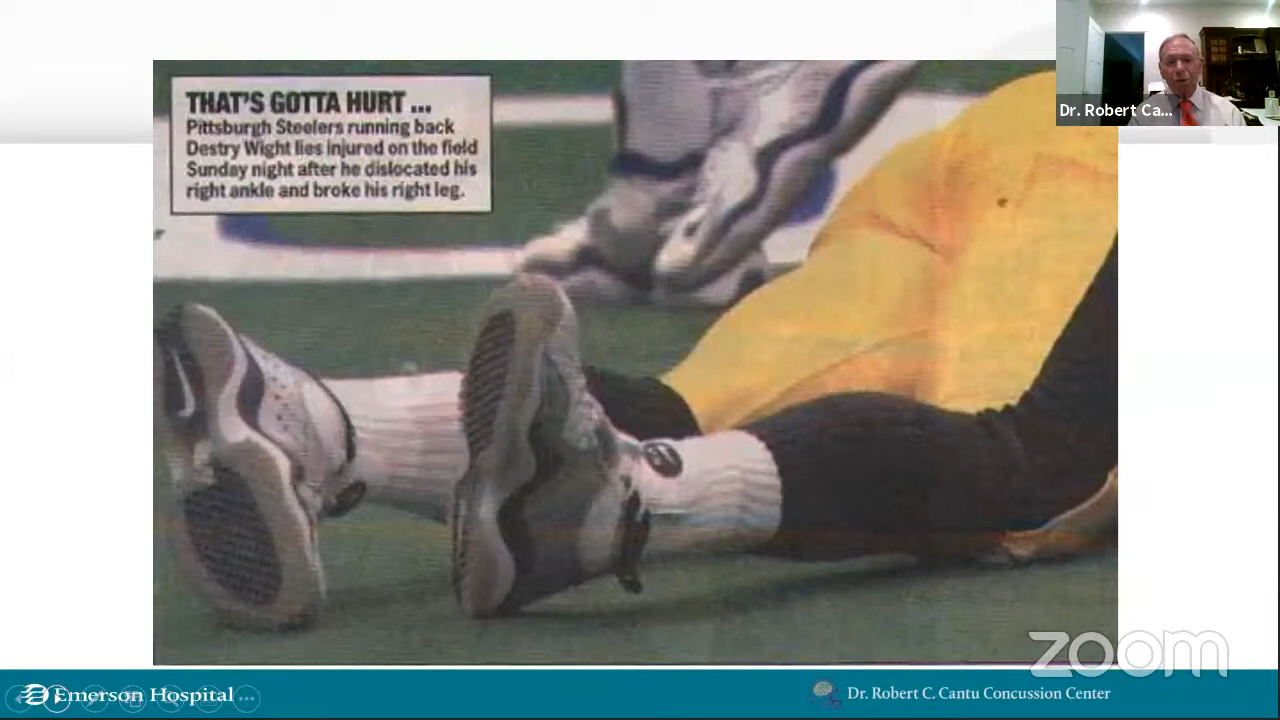 THAT'S GOTTA HURT ...
Pittsburgh Steelers running back
Destry Wight lies injured on the field
Sunday night after he dislocated his
right ankle and broke his right leg.
Dr. Robert Ca...
zoom
Emerson Hospital
Dr. Robert C. Cantu Concussion Center